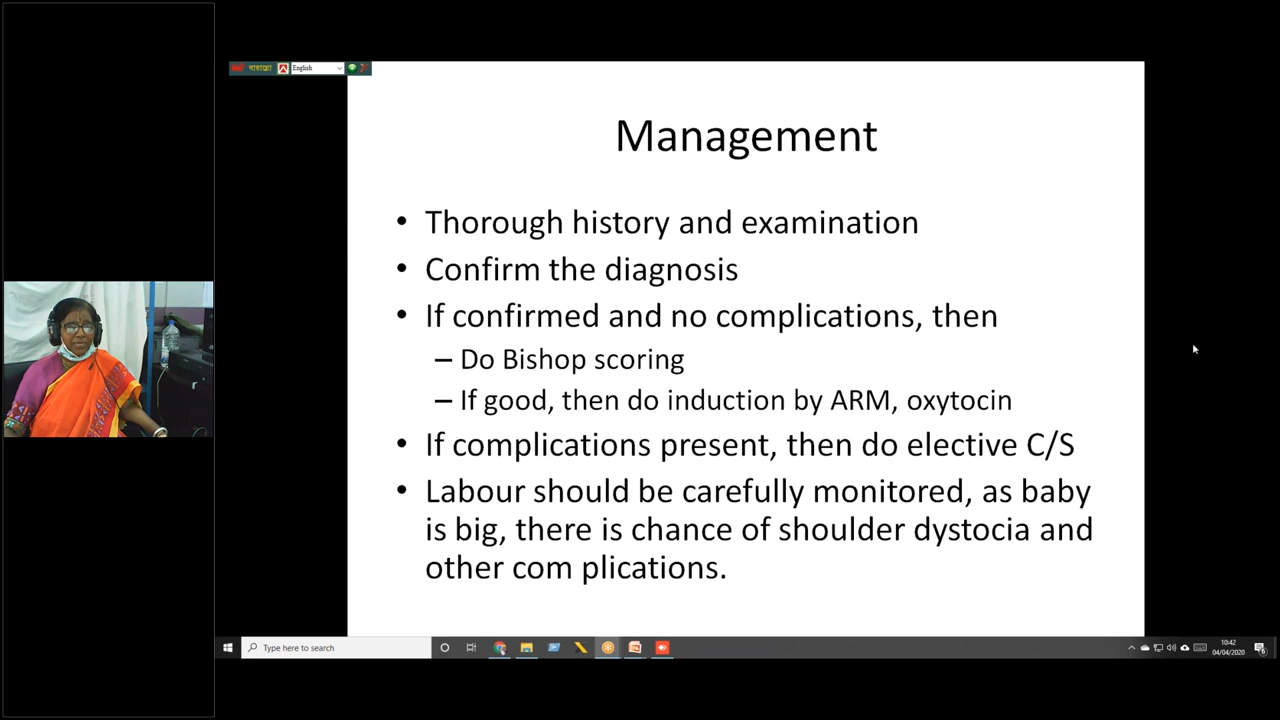 English
Management
• Thorough history and examination
• Confirm the diagnosis
• If confirmed and no complications, then
– Do Bishop scoring
– If good, then do induction by ARM, oxytocin
• If complications present, then do elective C/S
• Labour should be carefully monitored, as baby
is big, there is chance of shoulder dystocia and
other com plications.
Type here to search
10:42
04/04/2020